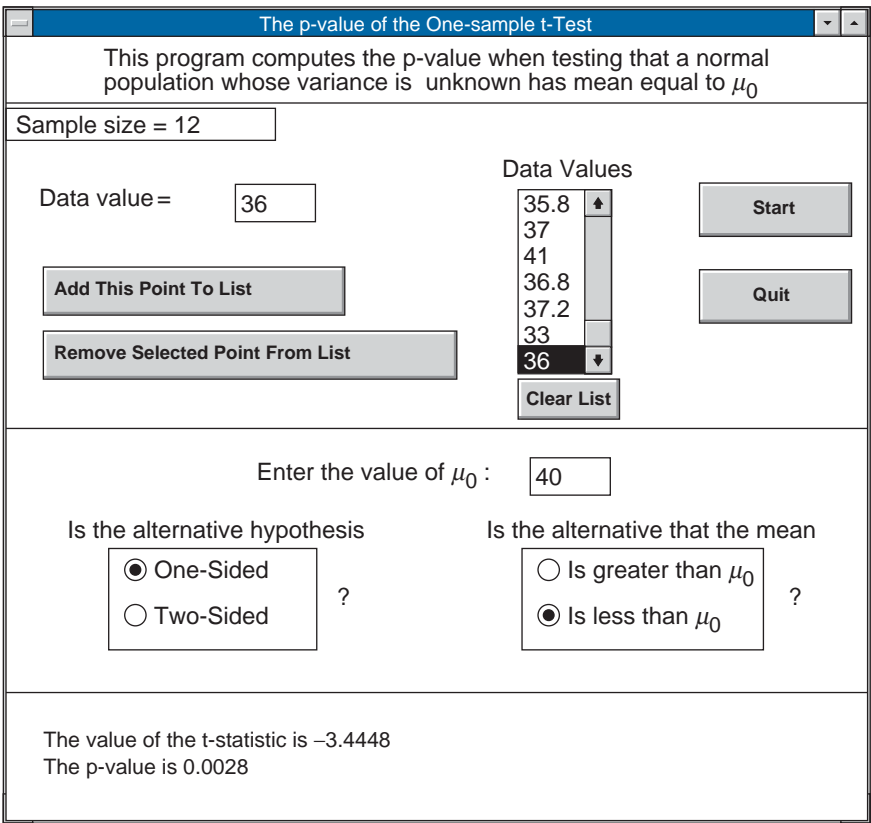 The p-value of the One-sample t-Test
This program computes the p-value when testing that a normal
population whose variance is unknown has mean equal to μ0
Sample size = 12
Data value = 36
Add This Point To List
Remove Selected Point From List
Data Values
35.8
37
41
36.8
37.2
33
36
Clear List
Start
Quit
Enter the value of μ0 : 40
Is the alternative hypothesis
One-Sided
Two-Sided
?
Is the alternative that the mean
Is greater than μ0
Is less than μ0
?
The value of the t-statistic is −3.4448
The p-value is 0.0028